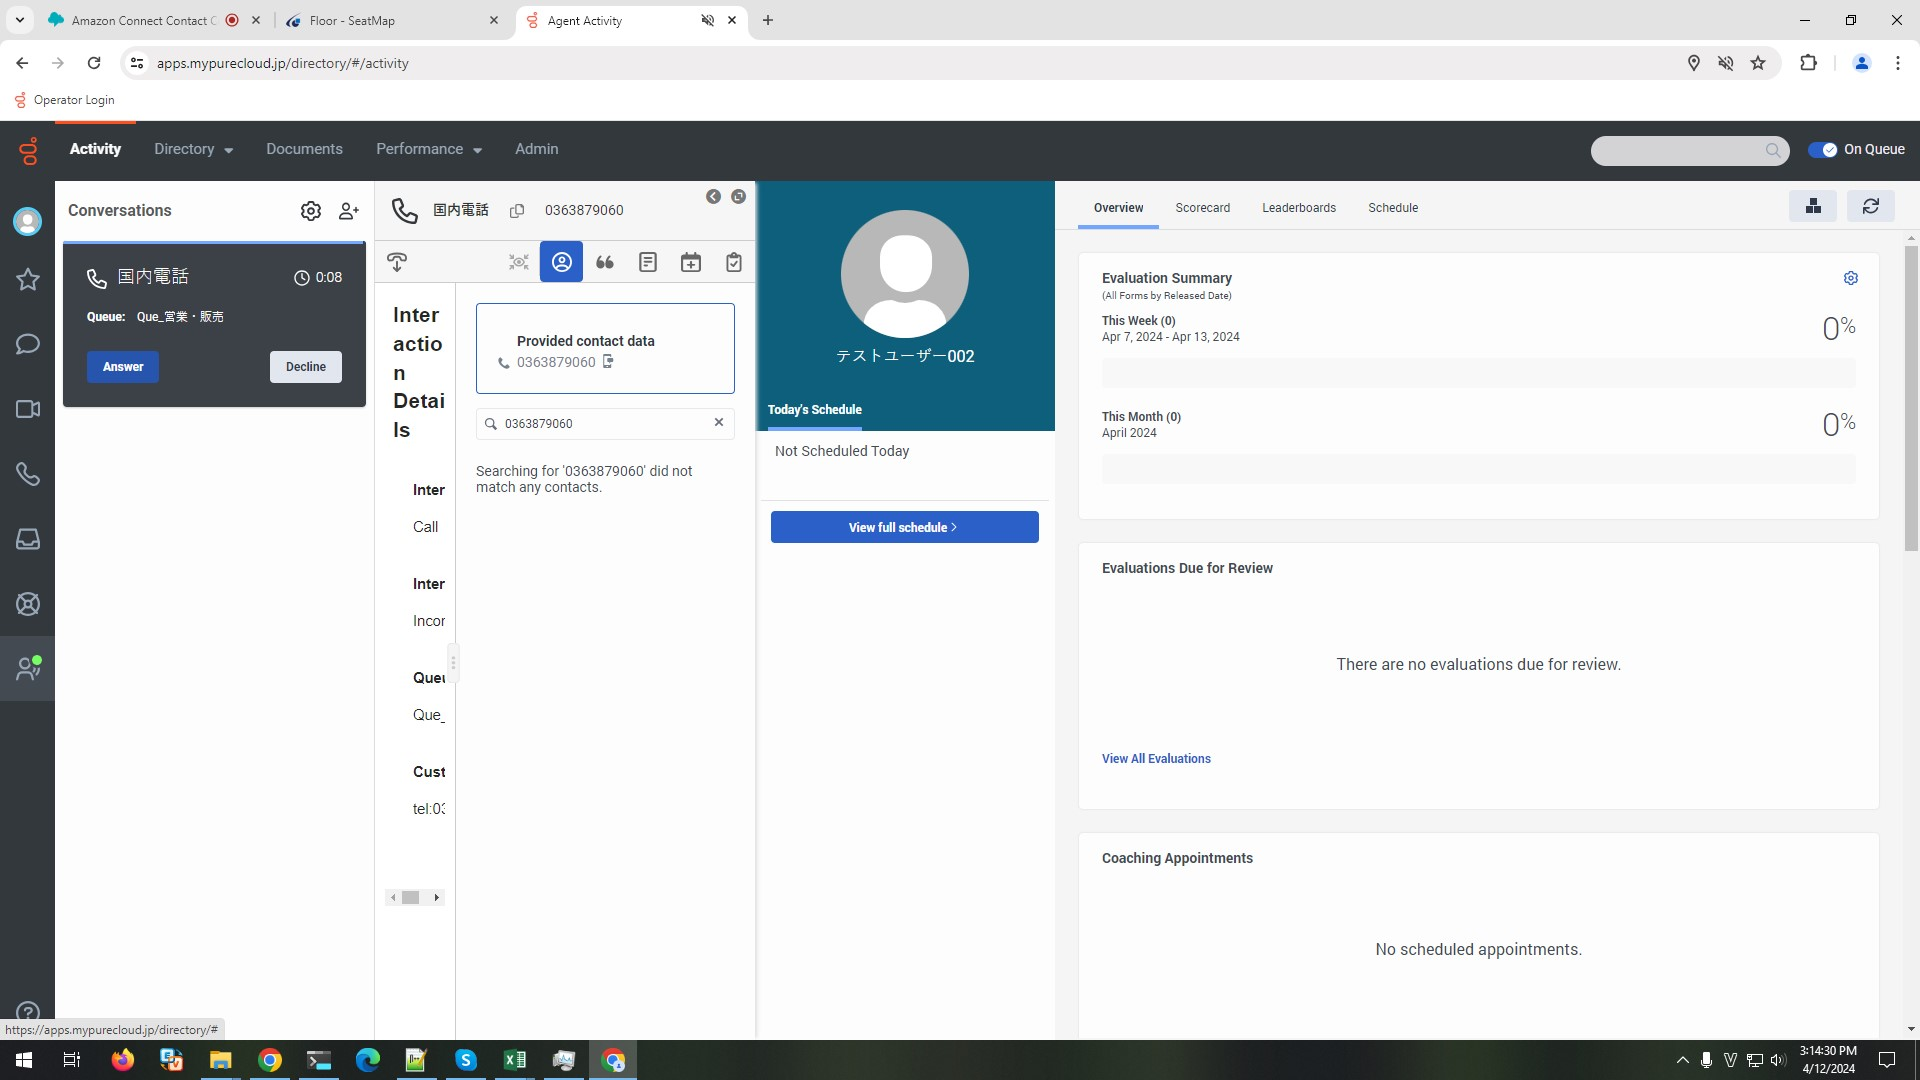 Amazon Connect Contact C
Floor - SeatMap
Agent Activity
apps.mypurecloud.jp/directory/#/activity
Operator Login
Activity
Directory
Documents
Performance
Admin
On Queue
Conversations
国内電話
0:08
Queue: Que_営業・販売
Answer
Decline
国内電話
0363879060
Inter
actio
n
Detai
ls
Inter
Call
Inter
Incor
Queu
Que_
Cust
tel:03
Provided contact data
0363879060
0363879060
Searching for '0363879060' did not
match any contacts.
テストユーザー002
Today's Schedule
Not Scheduled Today
View full schedule
Overview
Scorecard
Leaderboards
Schedule
Evaluation Summary
(All Forms by Released Date)
This Week (0)
Apr 7, 2024 - Apr 13, 2024
0%
This Month (0)
April 2024
0%
Evaluations Due for Review
There are no evaluations due for review.
View All Evaluations
Coaching Appointments
No scheduled appointments.
https://apps.mypurecloud.jp/directory/#
3:14:30 PM
4/12/2024